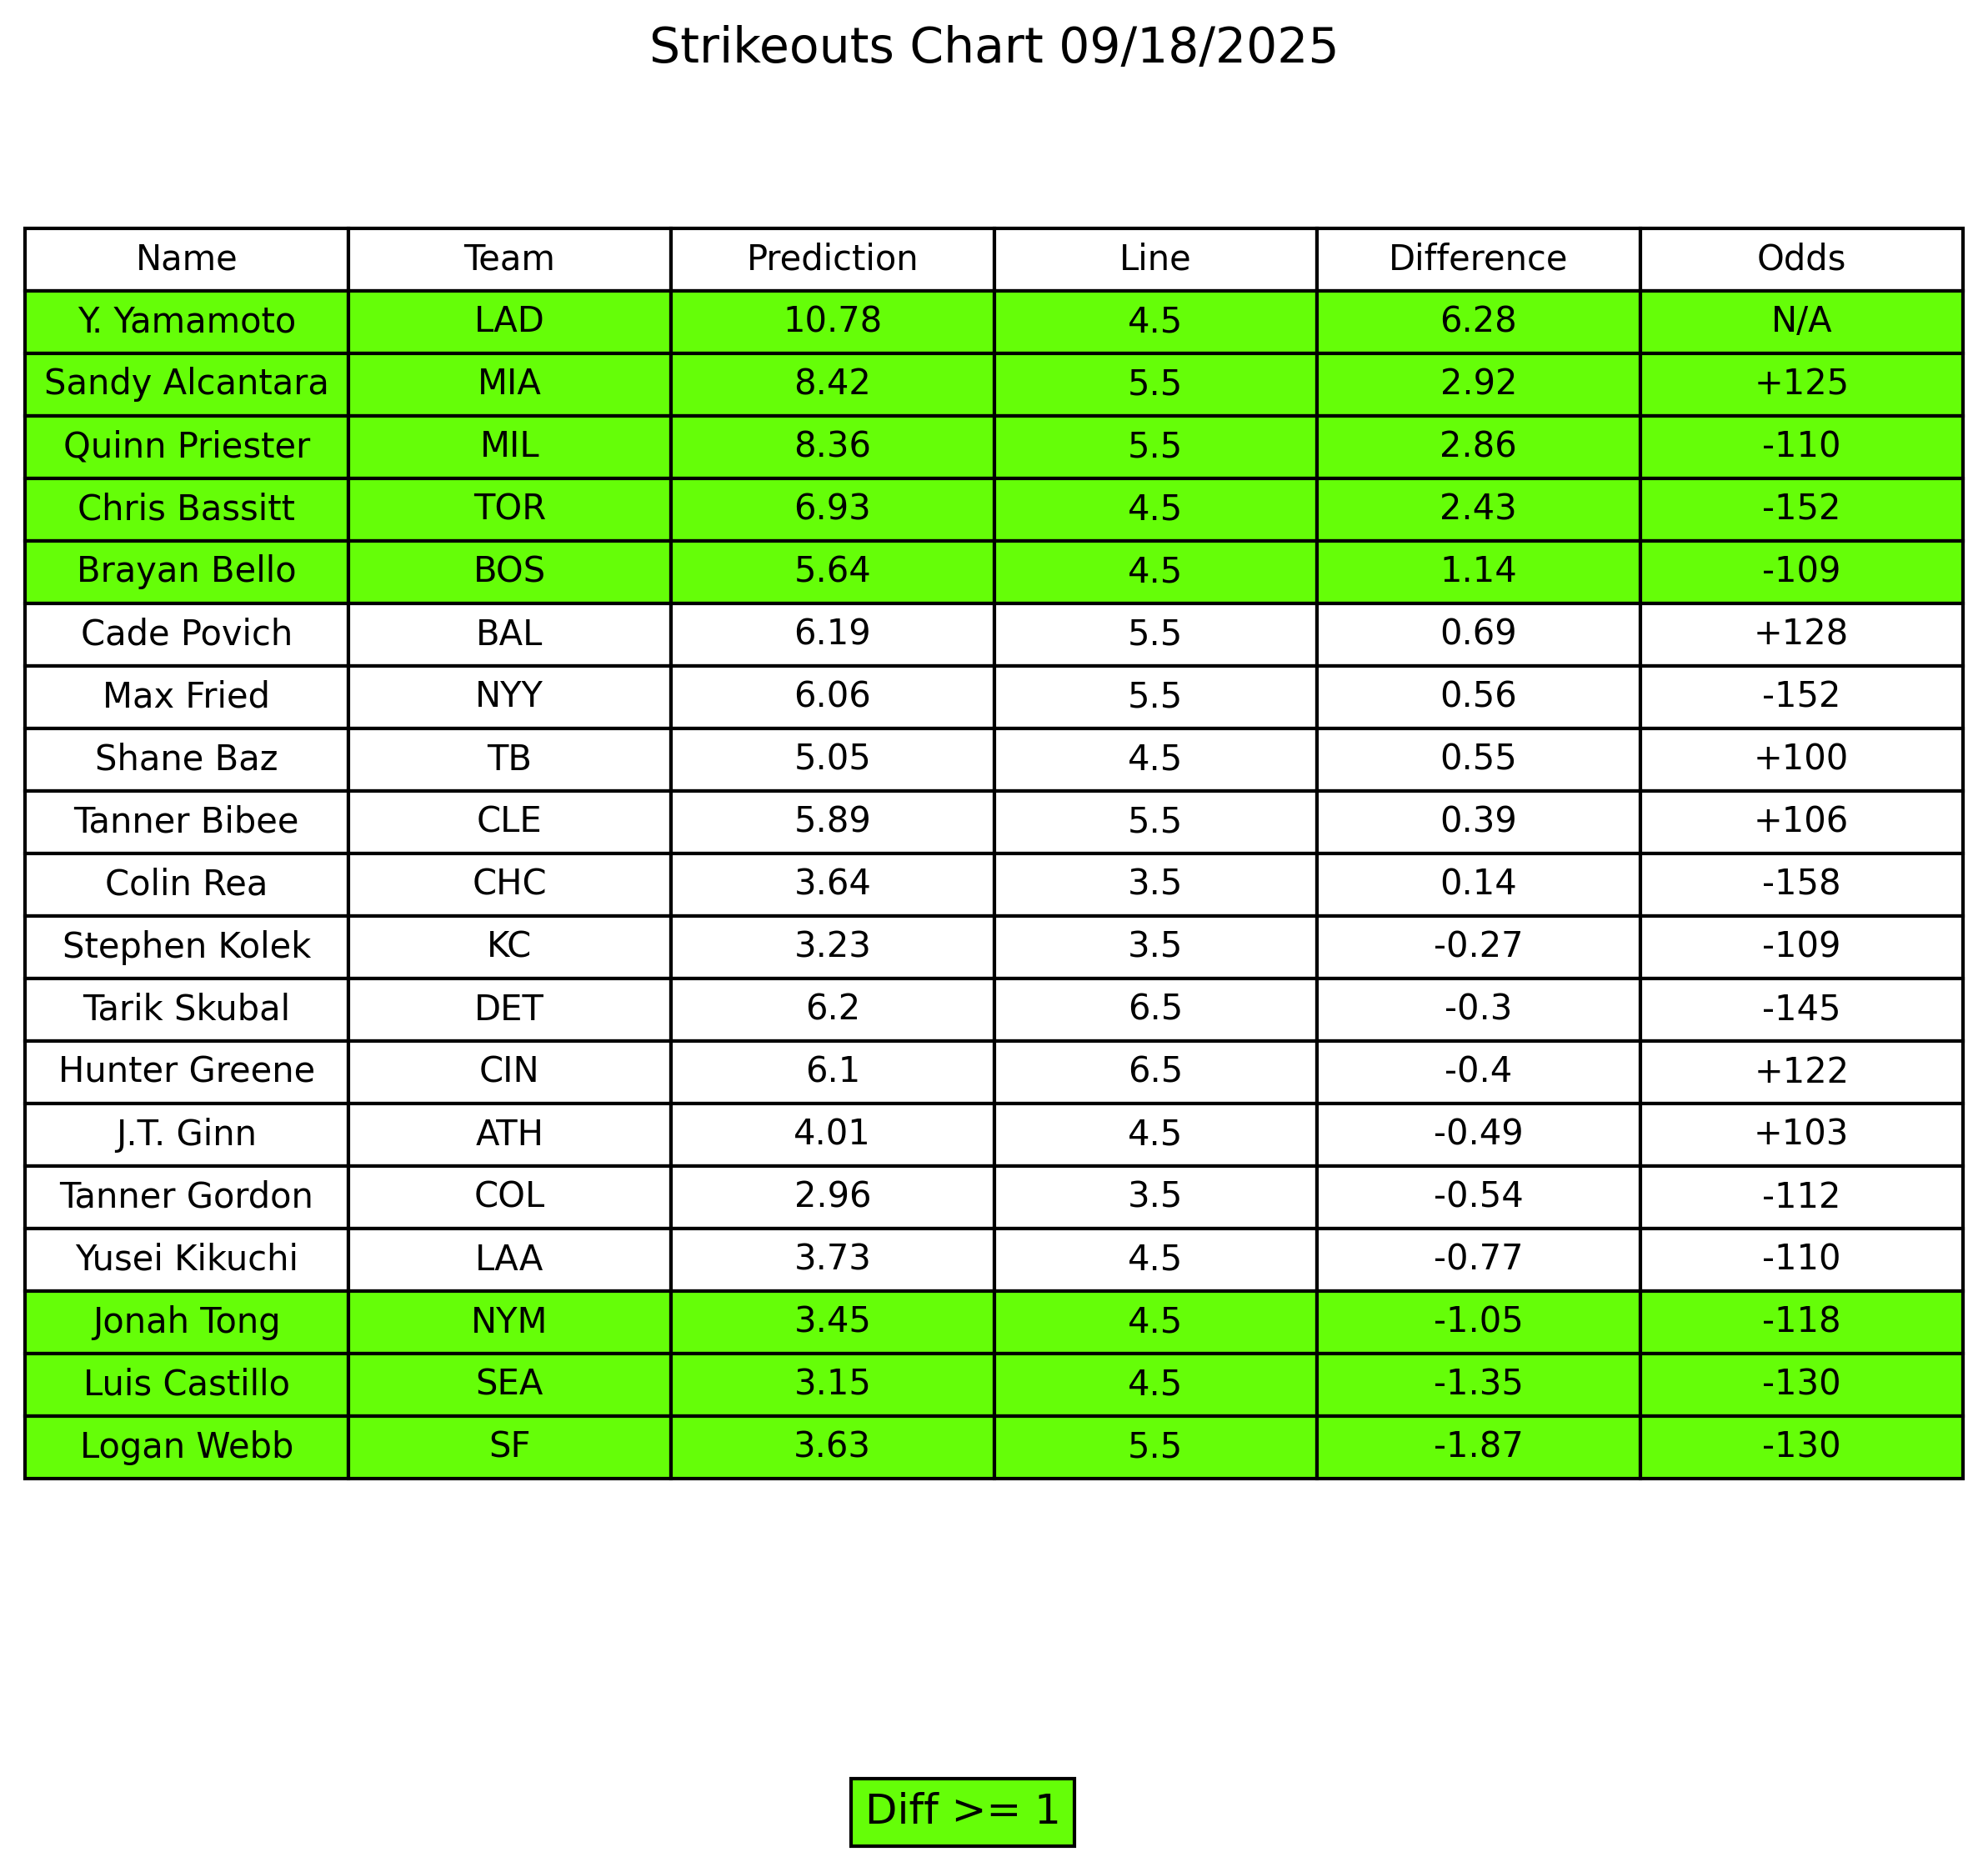 Strikeouts Chart 09/18/2025
Name Team Prediction Line Difference Odds
Y. Yamamoto LAD 10.78 4.5 6.28 N/A
Sandy Alcantara MIA 8.42 5.5 2.92 +125
Quinn Priester MIL 8.36 5.5 2.86 -110
Chris Bassitt TOR 6.93 4.5 2.43 -152
Brayan Bello BOS 5.64 4.5 1.14 -109
Cade Povich BAL 6.19 5.5 0.69 +128
Max Fried NYY 6.06 5.5 0.56 -152
Shane Baz TB 5.05 4.5 0.55 +100
Tanner Bibee CLE 5.89 5.5 0.39 +106
Colin Rea CHC 3.64 3.5 0.14 -158
Stephen Kolek KC 3.23 3.5 -0.27 -109
Tarik Skubal DET 6.2 6.5 -0.3 -145
Hunter Greene CIN 6.1 6.5 -0.4 +122
J.T. Ginn ATH 4.01 4.5 -0.49 +103
Tanner Gordon COL 2.96 3.5 -0.54 -112
Yusei Kikuchi LAA 3.73 4.5 -0.77 -110
Jonah Tong NYM 3.45 4.5 -1.05 -118
Luis Castillo SEA 3.15 4.5 -1.35 -130
Logan Webb SF 3.63 5.5 -1.87 -130
Diff >= 1